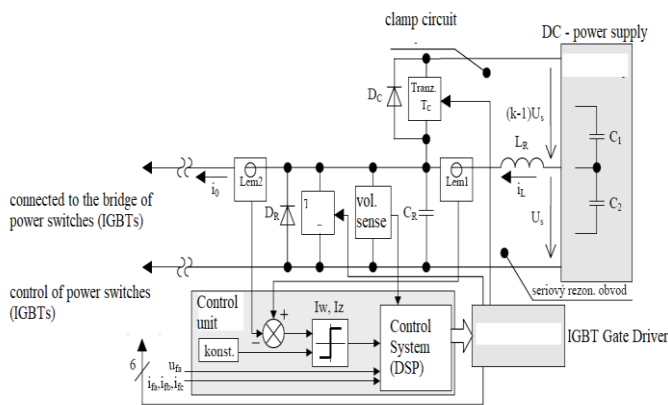 clamp circuit
DC - power supply
Tranz.
T_C
D_C
(k-1)U_s
L_R
C_1
Lem2
Lem1
connected to the bridge of
power switches (IGBTs)
i_0
D_R
T
vol.
sense
C_R
i_L
U_s
C_2
control of power switches
(IGBTs)
seriový rezon. obvod
Control
unit
Iw, Iz
+
−
konst.
Control
System
(DSP)
IGBT Gate Driver
6
u_fa
i_fa,i_fb,i_fc